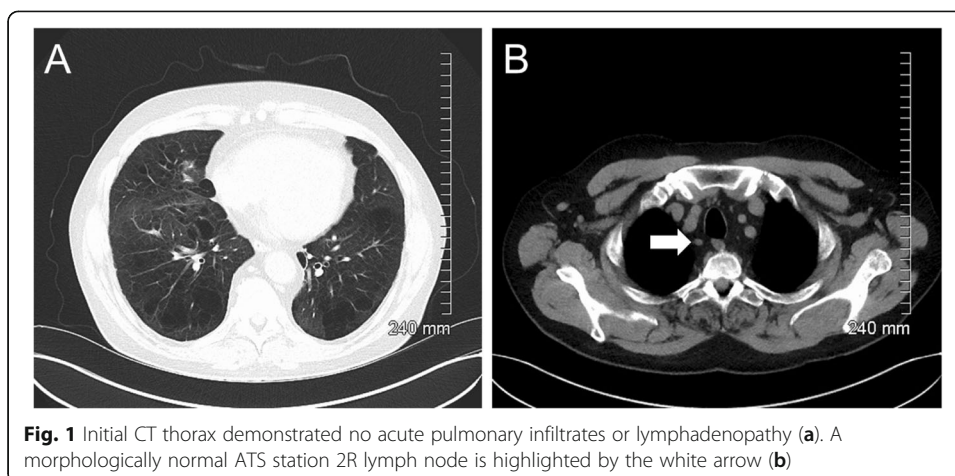 A
B
240 mm
240 mm
Fig. 1 Initial CT thorax demonstrated no acute pulmonary infiltrates or lymphadenopathy (a). A
morphologically normal ATS station 2R lymph node is highlighted by the white arrow (b)